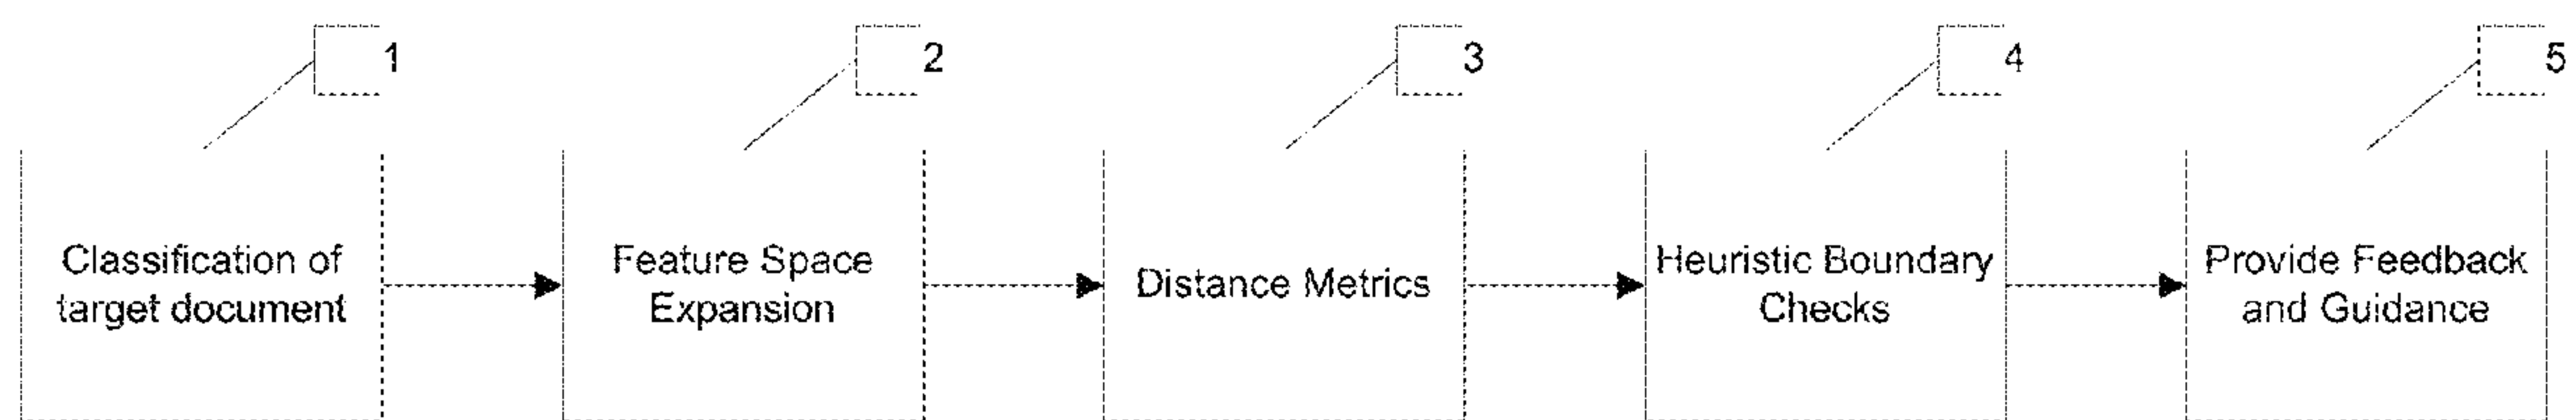 1
2
3
4
5
Classification of
target document
Feature Space
Expansion
Distance Metrics
Heuristic Boundary
Checks
Provide Feedback
and Guidance